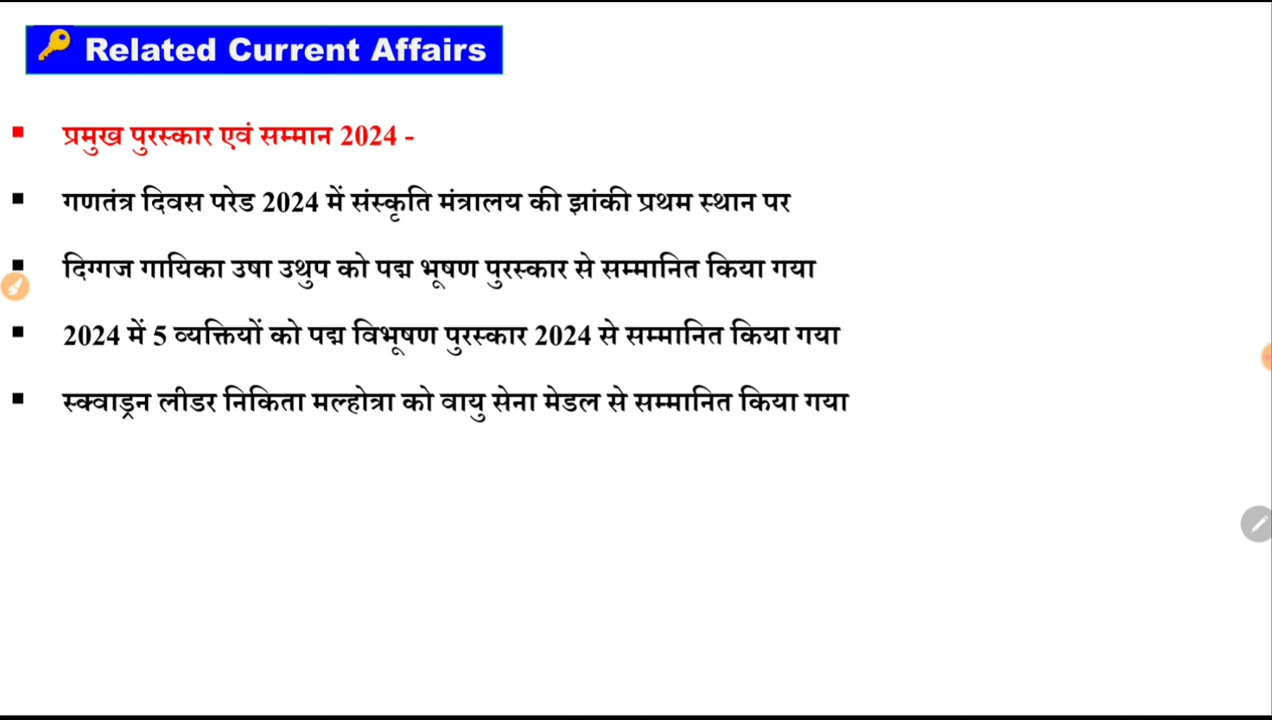 Related Current Affairs
प्रमुख पुरस्कार एवं सम्मान 2024 -
गणतंत्र दिवस परेड 2024 में संस्कृति मंत्रालय की झांकी प्रथम स्थान पर
दिग्गज गायिका उषा उथुप को पद्म भूषण पुरस्कार से सम्मानित किया गया
2024 में 5 व्यक्तियों को पद्म विभूषण पुरस्कार 2024 से सम्मानित किया गया
स्क्वाड्रन लीडर निकिता मल्होत्रा को वायु सेना मेडल से सम्मानित किया गया